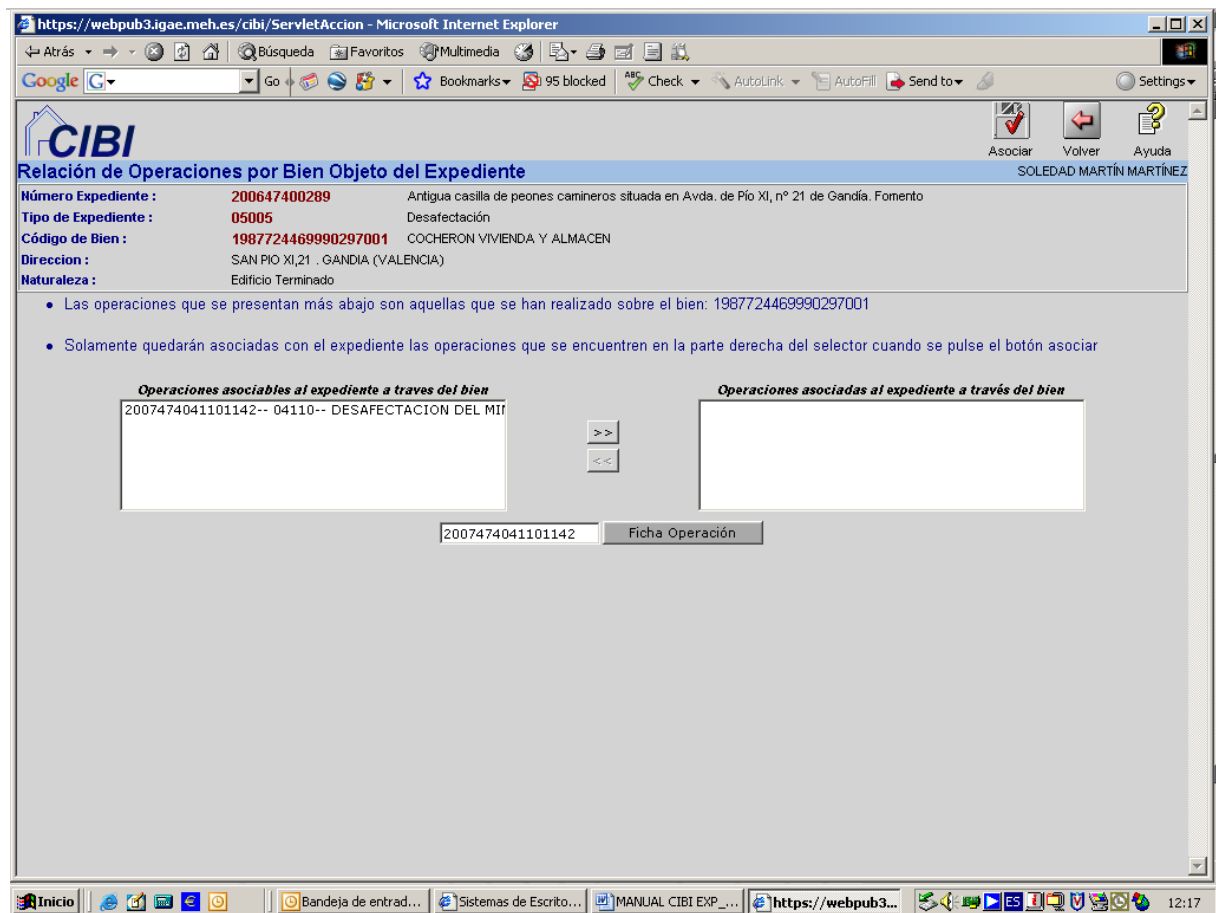 https://webpub3.igae.meh.es/cibi/ServletAccion - Microsoft Internet Explorer
Atrás Búsqueda Favoritos Multimedia
Google G Go Bookmarks 95 blocked ABC Check AutoLink AutoFill Send to Settings
CIBI
Asociar Volver Ayuda
Relación de Operaciones por Bien Objeto del Expediente SOLEDAD MARTÍN MARTÍNEZ
Número Expediente : 200647400289 Antigua casilla de peones camineros situada en Avda. de Pío XI, nº 21 de Gandía. Fomento
Tipo de Expediente : 05005 Desafectación
Código de Bien : 1987724469990297001 COCHERON VIVIENDA Y ALMACEN
Direccion : SAN PIO XI,21 . GANDIA (VALENCIA)
Naturaleza : Edificio Terminado
• Las operaciones que se presentan más abajo son aquellas que se han realizado sobre el bien: 1987724469990297001
• Solamente quedarán asociadas con el expediente las operaciones que se encuentren en la parte derecha del selector cuando se pulse el botón asociar
Operaciones asociables al expediente a traves del bien Operaciones asociadas al expediente a través del bien
2007474041101142-- 04110-- DESAFECTACION DEL MIN
>>
<<
2007474041101142 Ficha Operación
Inicio Bandeja de entrad... Sistemas de Escrito... MANUAL CIBI EXP_... https://webpub3... ES 12:17